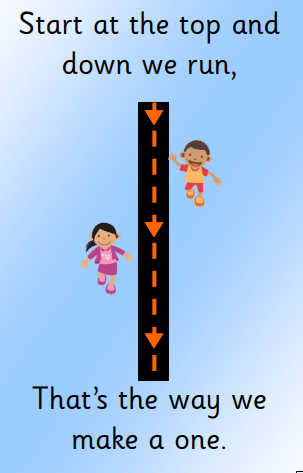 Start at the top and
down we run,
That's the way we
make a one.